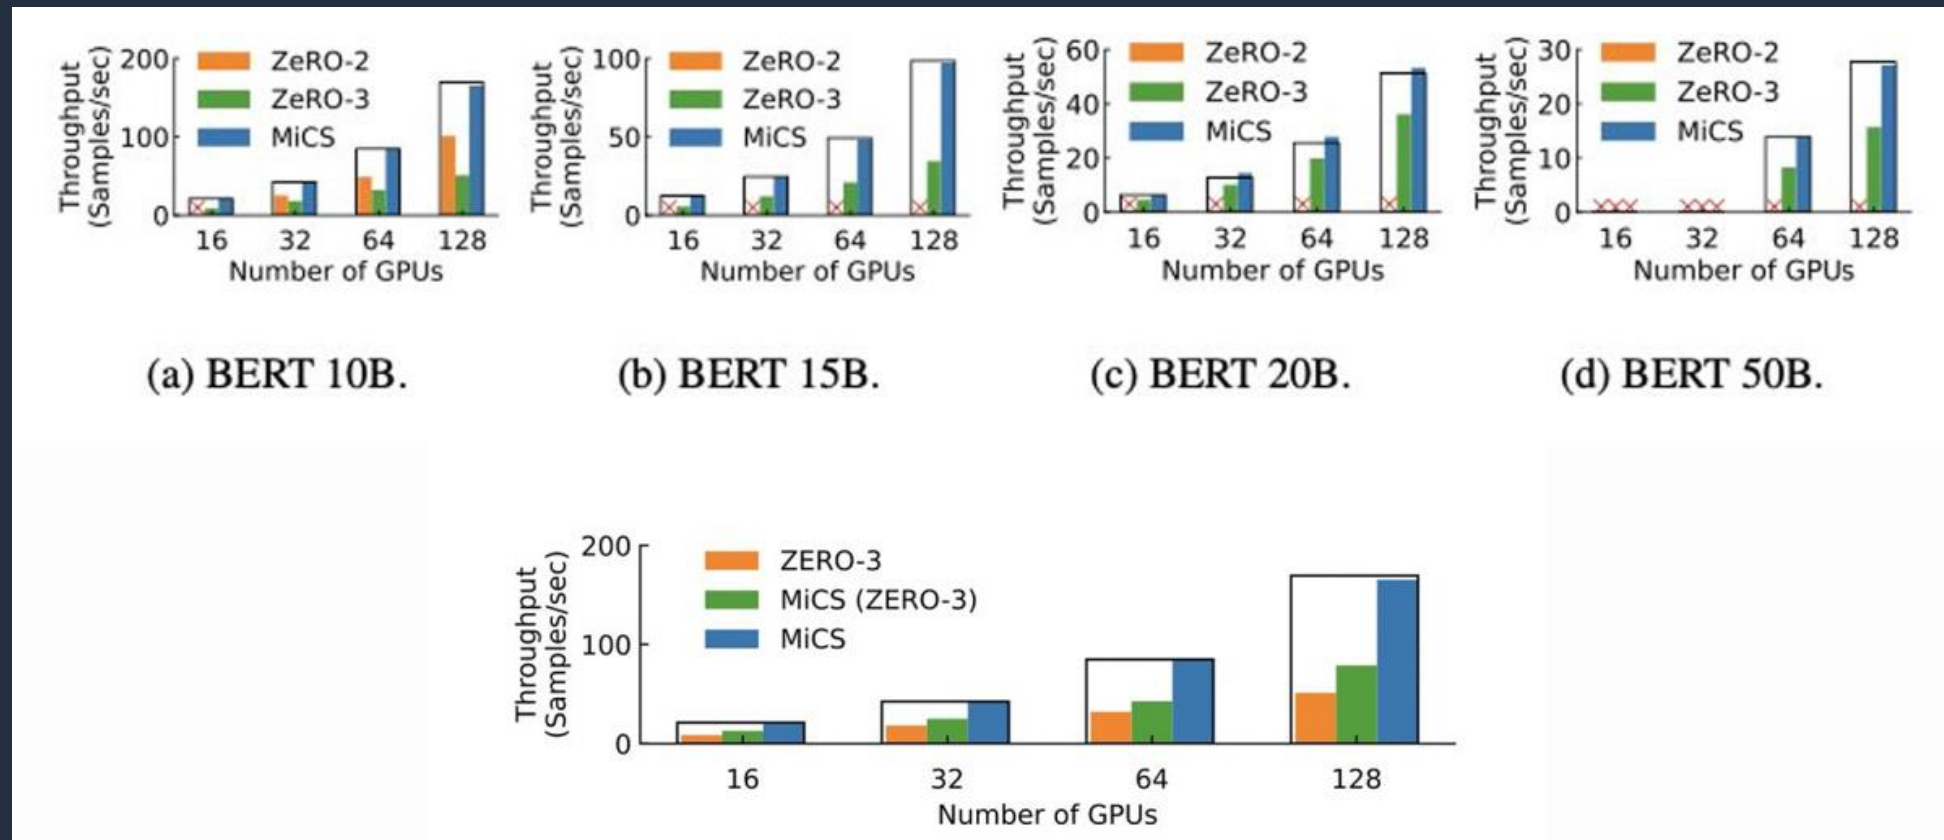 Throughput
(Samples/sec)
200
100
0
ZeRO-2
ZeRO-3
MiCS
16 32 64 128
Number of GPUs
(a) BERT 10B.
Throughput
(Samples/sec)
100
50
0
ZeRO-2
ZeRO-3
MiCS
16 32 64 128
Number of GPUs
(b) BERT 15B.
Throughput
(Samples/sec)
60
40
20
0
ZeRO-2
ZeRO-3
MiCS
16 32 64 128
Number of GPUs
(c) BERT 20B.
Throughput
(Samples/sec)
30
20
10
0
ZeRO-2
ZeRO-3
MiCS
16 32 64 128
Number of GPUs
(d) BERT 50B.
Throughput
(Samples/sec)
200
100
0
ZERO-3
MiCS (ZERO-3)
MiCS
16 32 64 128
Number of GPUs